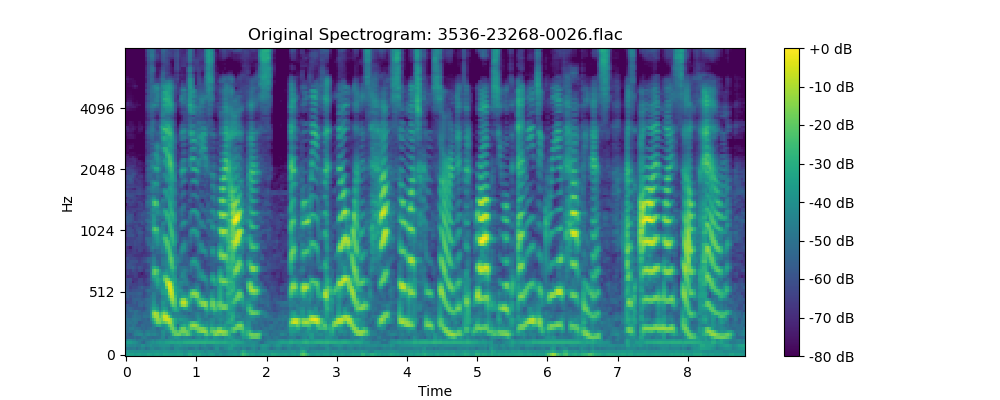 Original Spectrogram: 3536-23268-0026.flac
Hz
4096
2048
1024
512
0
0 1 2 3 4 5 6 7 8
Time
+0 dB
-10 dB
-20 dB
-30 dB
-40 dB
-50 dB
-60 dB
-70 dB
-80 dB